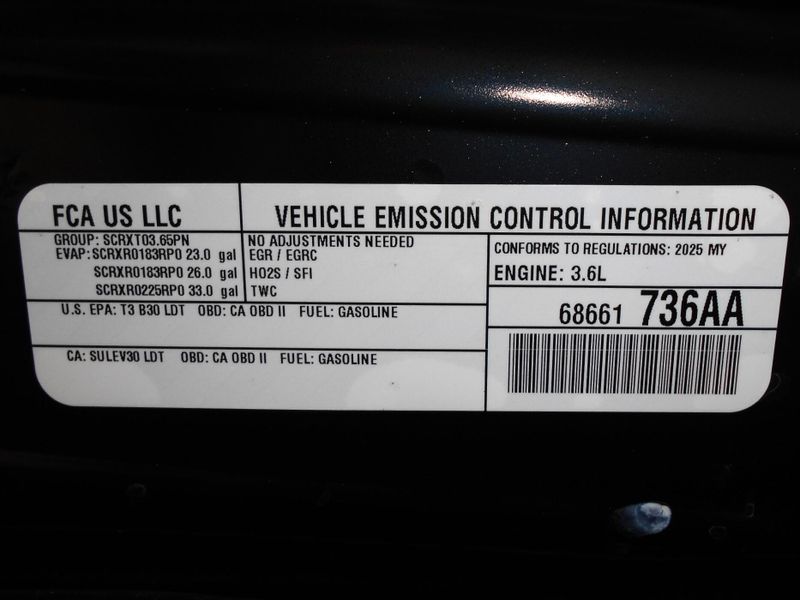 FCA US LLC
VEHICLE EMISSION CONTROL INFORMATION
GROUP: SCRXT03.65PN
EVAP: SCRXR0183RP0 23.0 gal
SCRXR0183RP0 26.0 gal
SCRXR0225RP0 33.0 gal
NO ADJUSTMENTS NEEDED
EGR / EGRC
HO2S / SFI
TWC
CONFORMS TO REGULATIONS: 2025 MY
ENGINE: 3.6L
U.S. EPA: T3 B30 LDT OBD: CA OBD II FUEL: GASOLINE
68661 736AA
CA: SULEV30 LDT OBD: CA OBD II FUEL: GASOLINE